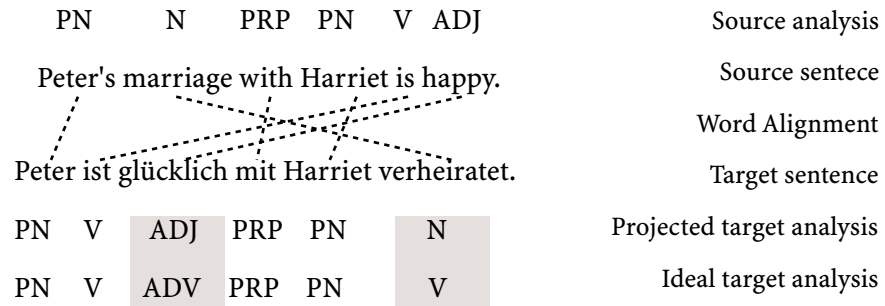 PN N PRP PN V ADJ Source analysis
Peter's marriage with Harriet is happy. Source sentece
Word Alignment
Peter ist glücklich mit Harriet verheiratet. Target sentence
PN V ADJ PRP PN N Projected target analysis
PN V ADV PRP PN V Ideal target analysis